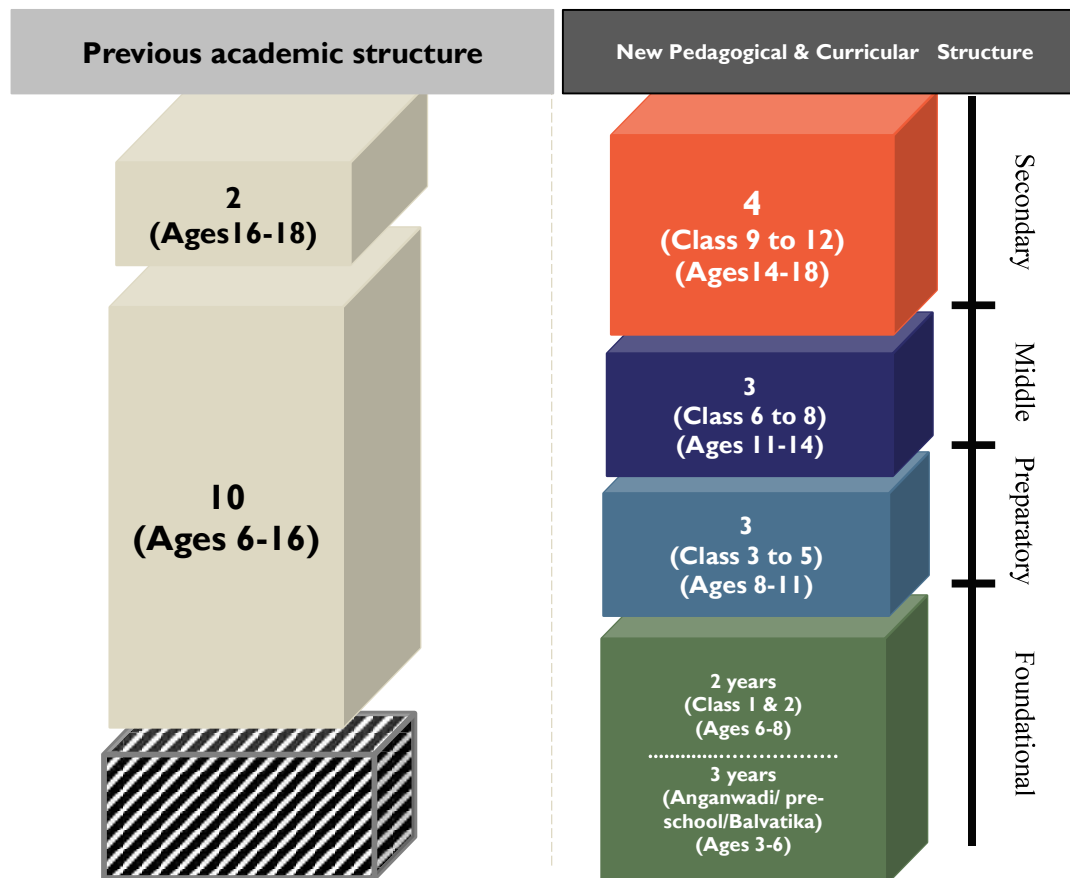 Previous academic structure
New Pedagogical & Curricular Structure
2
(Ages16-18)
10
(Ages 6-16)
4
(Class 9 to 12)
(Ages14-18)
3
(Class 6 to 8)
(Ages 11-14)
3
(Class 3 to 5)
(Ages 8-11)
2 years
(Class 1 & 2)
(Ages 6-8)
3 years
(Anganwadi/ pre-
school/Balvatika)
(Ages 3-6)
Secondary
Middle
Preparatory
Foundational